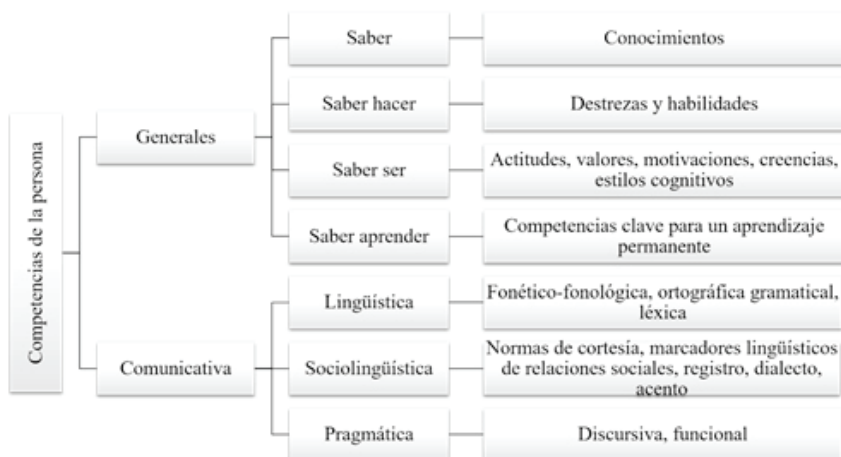 Competencias de la persona
Generales
Saber
Conocimientos
Saber hacer
Destrezas y habilidades
Saber ser
Actitudes, valores, motivaciones, creencias,
estilos cognitivos
Saber aprender
Competencias clave para un aprendizaje
permanente
Comunicativa
Lingüística
Fonético-fonológica, ortográfica gramatical,
léxica
Sociolingüística
Normas de cortesía, marcadores lingüísticos
de relaciones sociales, registro, dialecto,
acento
Pragmática
Discursiva, funcional